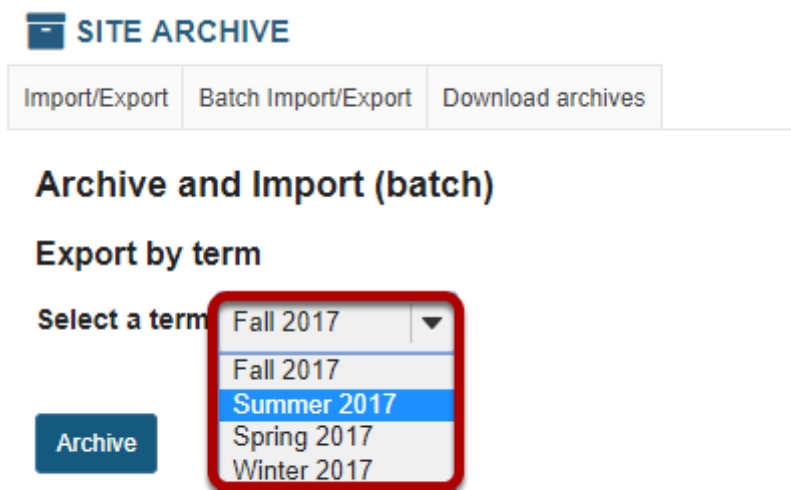 SITE ARCHIVE
Import/Export Batch Import/Export Download archives
Archive and Import (batch)
Export by term
Select a term Fall 2017
Fall 2017
Summer 2017
Spring 2017
Winter 2017
Archive